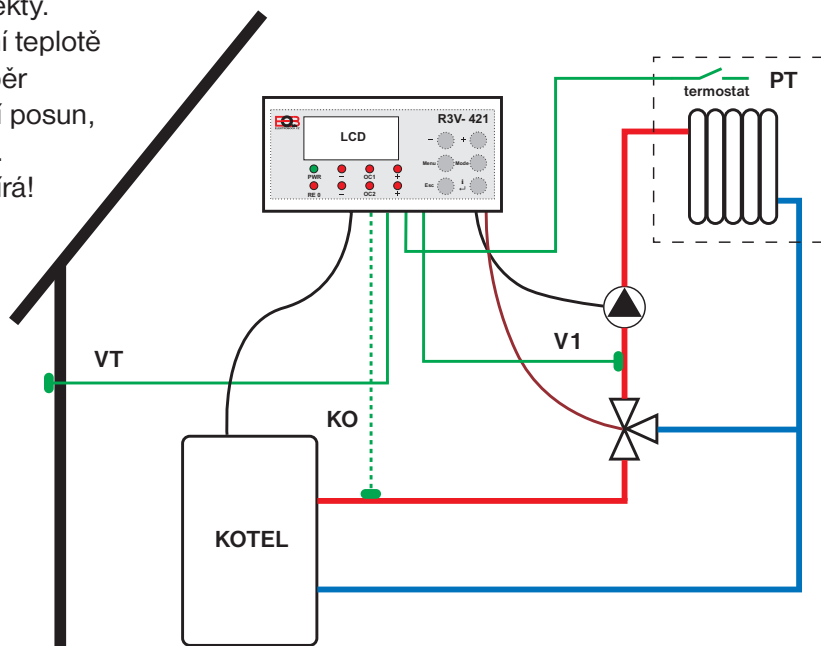 ekty.
í teplotě
ěr
í posun,
.
írá!
R3V- 421
LCD
- +
Menu Mode
Esc i
PWR - OC1 +
RE 0 - OC2 +
termostat PT
VT
V1
KO
KOTEL